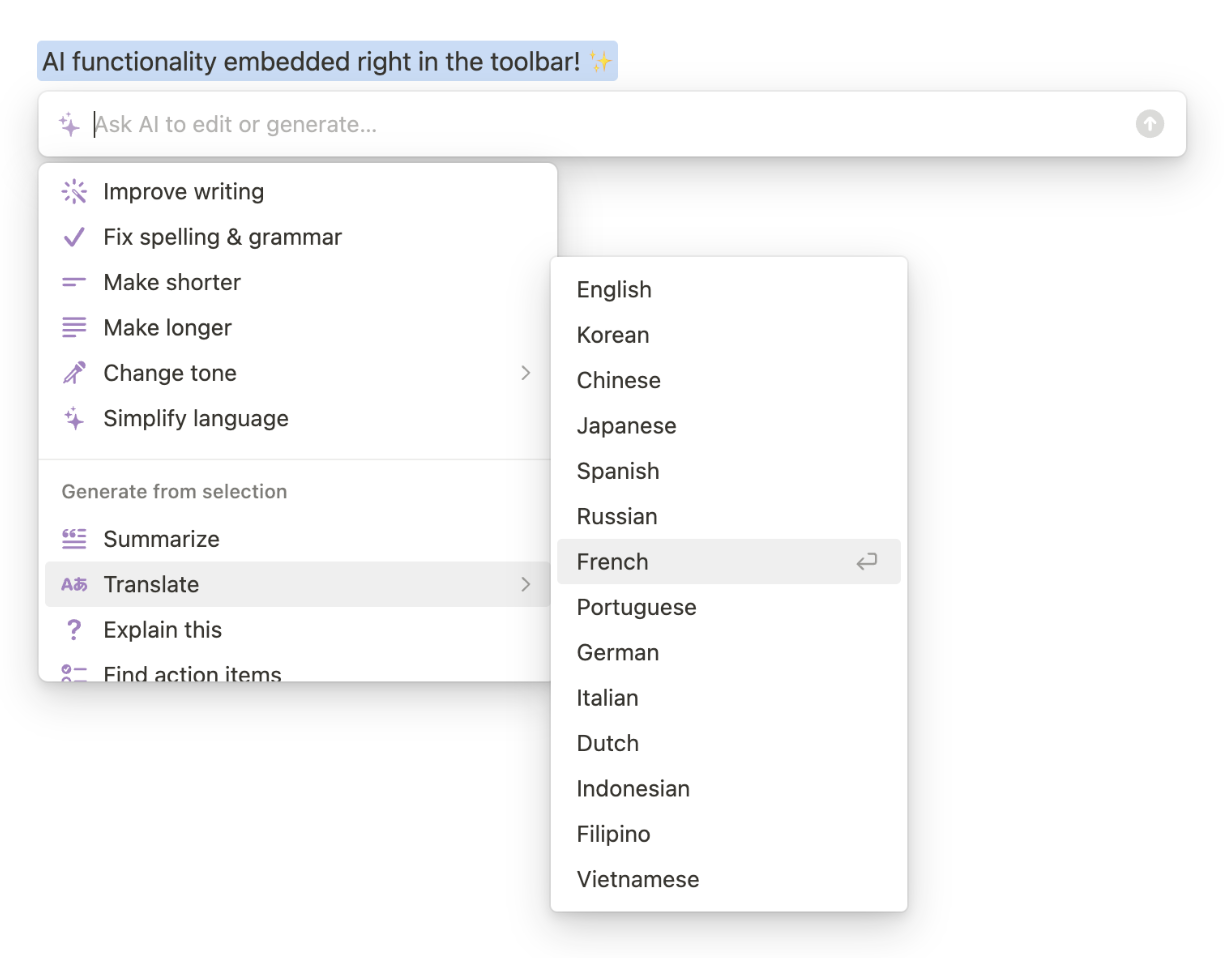 AI functionality embedded right in the toolbar! ✨
Ask AI to edit or generate...
Improve writing
Fix spelling & grammar
Make shorter
Make longer
Change tone
Simplify language
Generate from selection
Summarize
Aあ Translate
? Explain this
Find action items
English
Korean
Chinese
Japanese
Spanish
Russian
French
Portuguese
German
Italian
Dutch
Indonesian
Filipino
Vietnamese